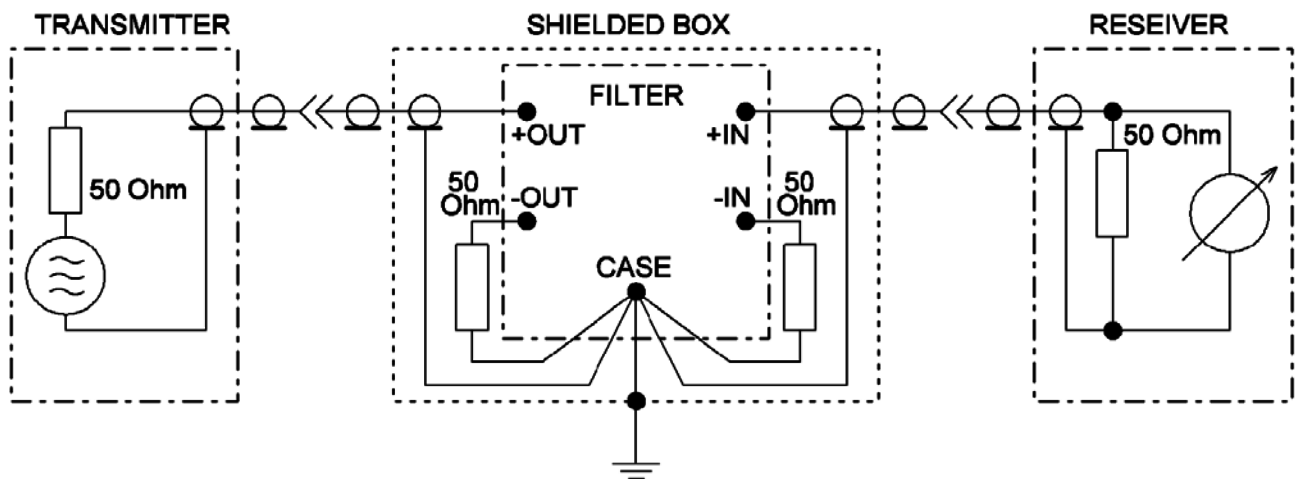 TRANSMITTER
SHIELDED BOX
RESEIVER
FILTER
+OUT
+IN
50 Ohm
50 Ohm
50
Ohm
-OUT
-IN
50
Ohm
CASE